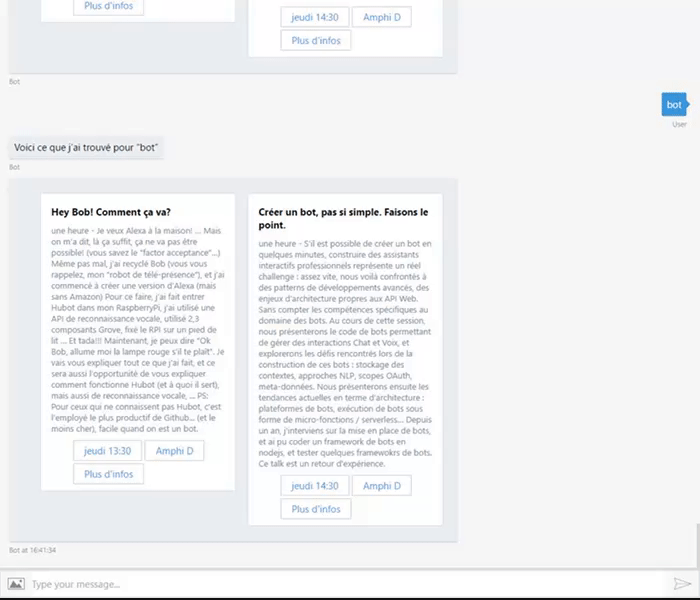 Plus d'infos
jeudi 14:30 Amphi D
Plus d'infos
Bot
bot
User
Voici ce que j'ai trouvé pour "bot"
Bot
Hey Bob! Comment ça va?
une heure - Je veux Alexa à la maison! ... Mais
on m'a dit, là ça suffit, ça ne va pas être
possible! (vous savez le "factor acceptance"...)
Même pas mal, j'ai recyclé Bob (vous vous
rappelez, mon "robot de télé-présence"), et j'ai
commencé à créer une version d'Alexa (mais
sans Amazon) Pour ce faire, j'ai fait entrer
Hubot dans mon RaspberryPi, j'ai utilisé une
API de reconnaissance vocale, utilisé 2,3
composants Grove, fixé le RPI sur un pied de
lit ... Et tada!!! Maintenant, je peux dire "Ok
Bob, allume moi la lampe rouge s'il te plaît". Je
vais vous expliquer tout ce que j'ai fait, et ce
sera aussi l'opportunité de vous expliquer
comment fonctionne Hubot (et à quoi il sert),
mais aussi de reconnaissance vocale, ... PS:
Pour ceux qui ne connaissent pas Hubot, c'est
l'employé le plus productif de Github... (et le
moins cher), facile quand on est un bot.
jeudi 13:30 Amphi D
Plus d'infos
Créer un bot, pas si simple. Faisons le
point.
une heure - S'il est possible de créer un bot en
quelques minutes, construire des assistants
interactifs professionnels représente un réel
challenge : assez vite, nous voilà confrontés à
des patterns de développements avancés, des
enjeux d'architecture propres aux API Web.
Sans compter les compétences spécifiques au
domaine des bots. Au cours de cette session,
nous présenterons le code de bots permettant
de gérer des interactions Chat et Voix, et
explorerons les défis rencontrés lors de la
construction de ces bots : stockage des
contextes, approches NLP, scopes OAuth,
meta-données. Nous présenterons ensuite les
tendances actuelles en terme d'architecture :
plateformes de bots, exécution de bots sous
forme de micro-fonctions / serverless... Depuis
un an, j'interviens sur la mise en place de bots,
et ai pu coder un framework de bots en
nodejs, et tester quelques framewokrs de bots.
Ce talk est un retour d'expérience.
jeudi 14:30 Amphi D
Plus d'infos
Bot at 16:41:34
Type your message...